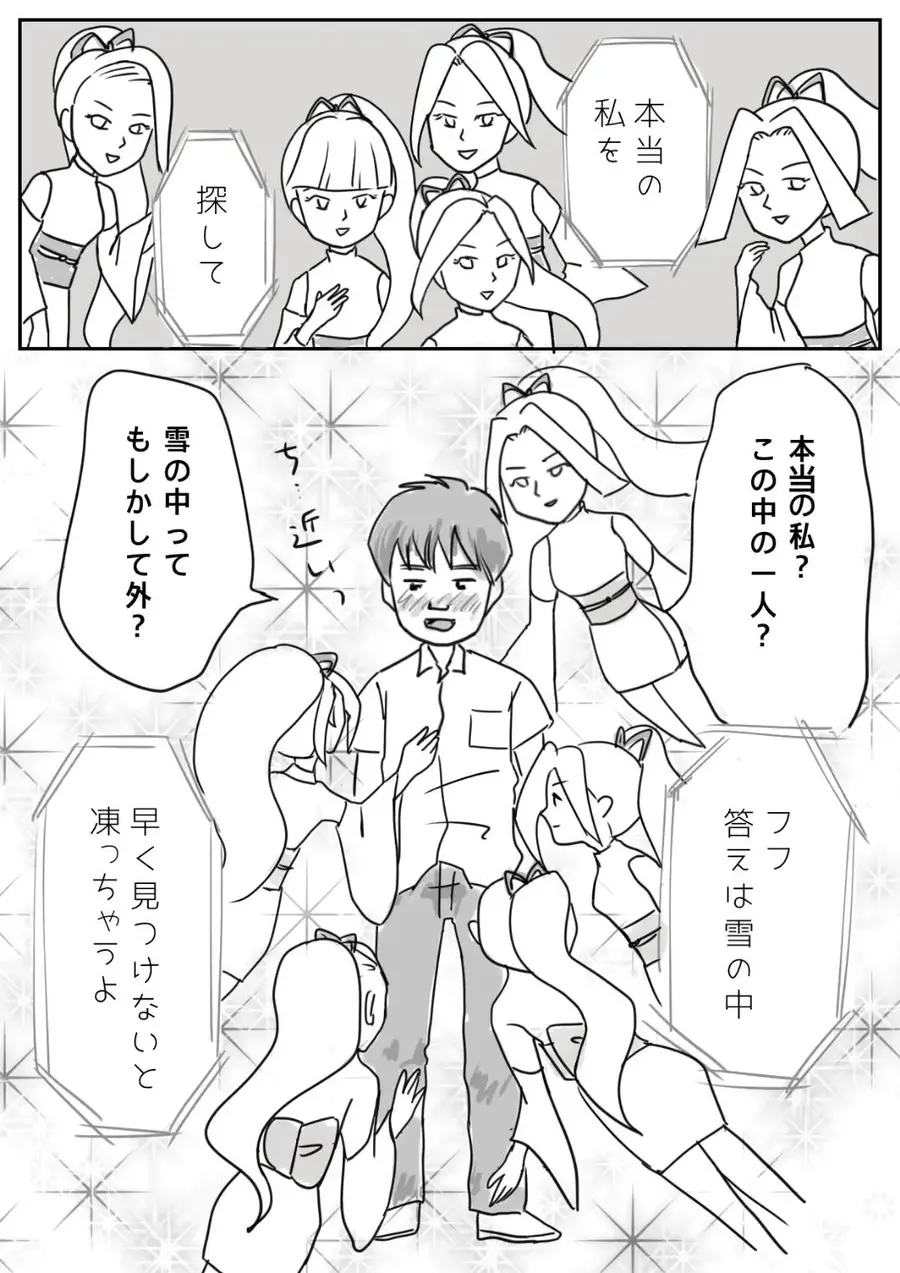 本当の
私を
探して
本当の私？
この中の一人？
ち…近いっ
雪の中って
もしかして外？
フフ
答えは雪の中
早く見つけないと
凍っちゃうよ